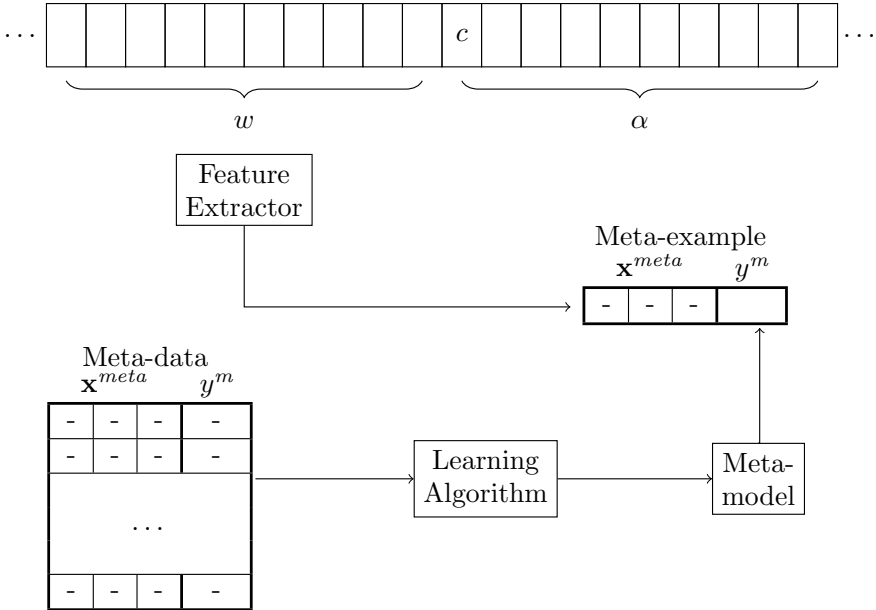 ... c ...
w α
Feature
Extractor
Meta-example
x^meta y^m
- - -
Meta-data
x^meta y^m
- - - -
- - - -
...
- - - -
Learning
Algorithm
Meta-
model